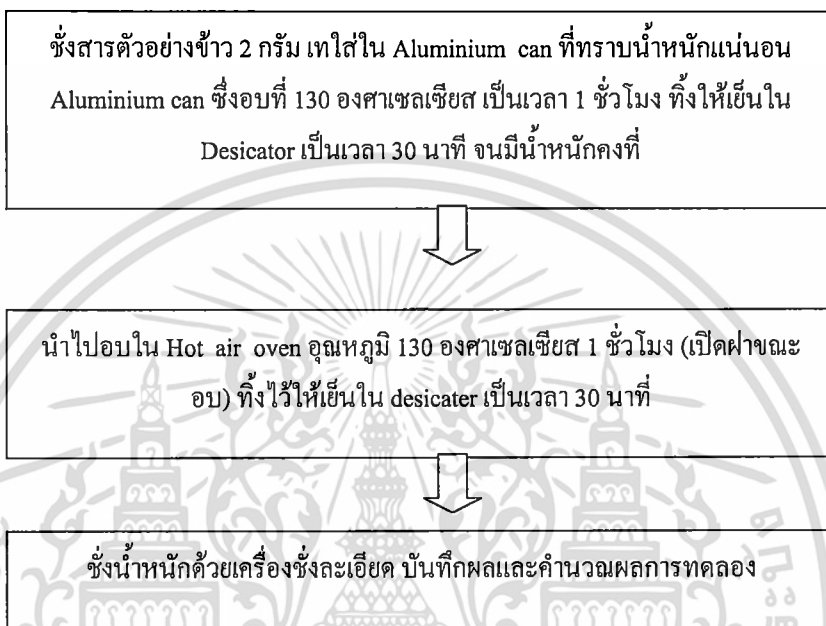 ชั่งสารตัวอย่างข้าว 2 กรัม เทใส่ใน Aluminium can ที่ทราบน้ำหนักแน่นอน
Aluminium can ซึ่งอบที่ 130 องศาเซลเซียส เป็นเวลา 1 ชั่วโมง ทิ้งให้เย็นใน
Desicator เป็นเวลา 30 นาที จนมีน้ำหนักคงที่
นำไปอบใน Hot air oven อุณหภูมิ 130 องศาเซลเซียส 1 ชั่วโมง (เปิดฝาขณะ
อบ) ทิ้งไว้ให้เย็นใน desicater เป็นเวลา 30 นาที
ชั่งน้ำหนักด้วยเครื่องชั่งละเอียด บันทึกผลและคำนวณผลการทดลอง